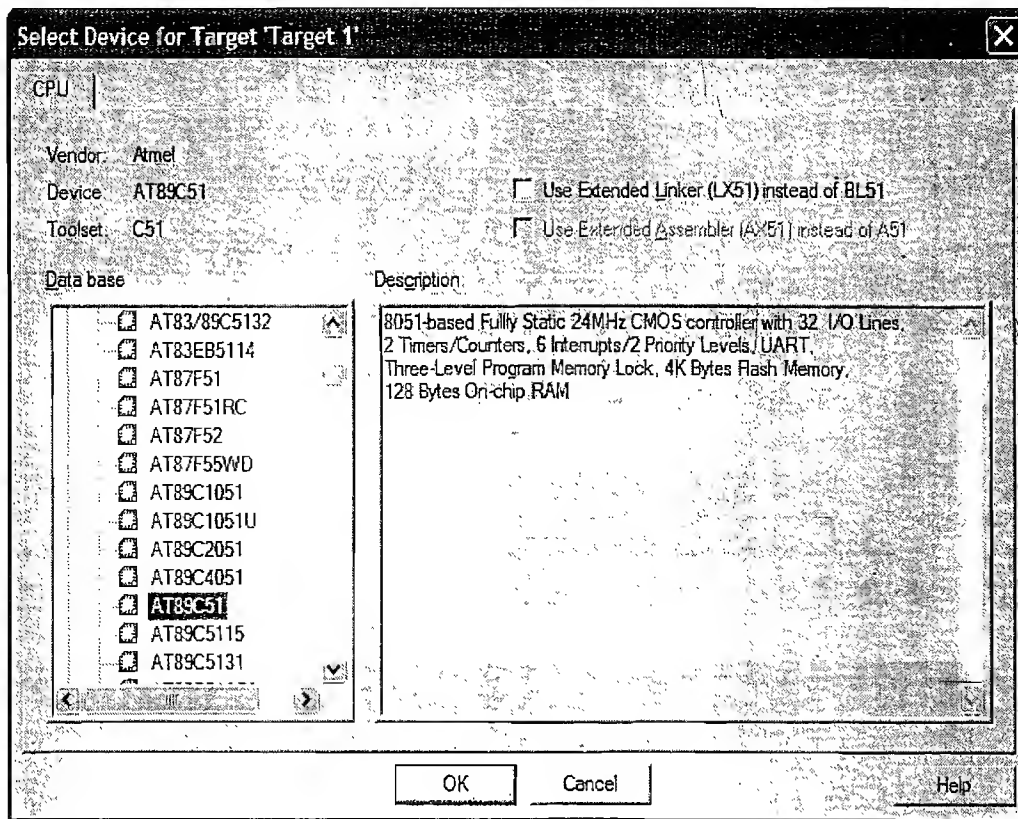 Select Device for Target 'Target 1'
CPU
Vendor: Atmel
Device AT89C51
Toolset: C51
Use Extended Linker (LX51) instead of BL51
Use Extended Assembler (AX51) instead of A51
Data base
AT83/89C5132
AT83EB5114
AT87F51
AT87F51RC
AT87F52
AT87F55WD
AT89C1051
AT89C1051U
AT89C2051
AT89C4051
AT89C51
AT89C5115
AT89C5131
Description:
8051-based Fully Static 24MHz CMOS controller with 32 I/O Lines,
2 Timers/Counters, 6 Interrupts/2 Priority Levels, UART,
Three-Level Program Memory Lock, 4K Bytes Flash Memory,
128 Bytes On-chip RAM
OK
Cancel
Help